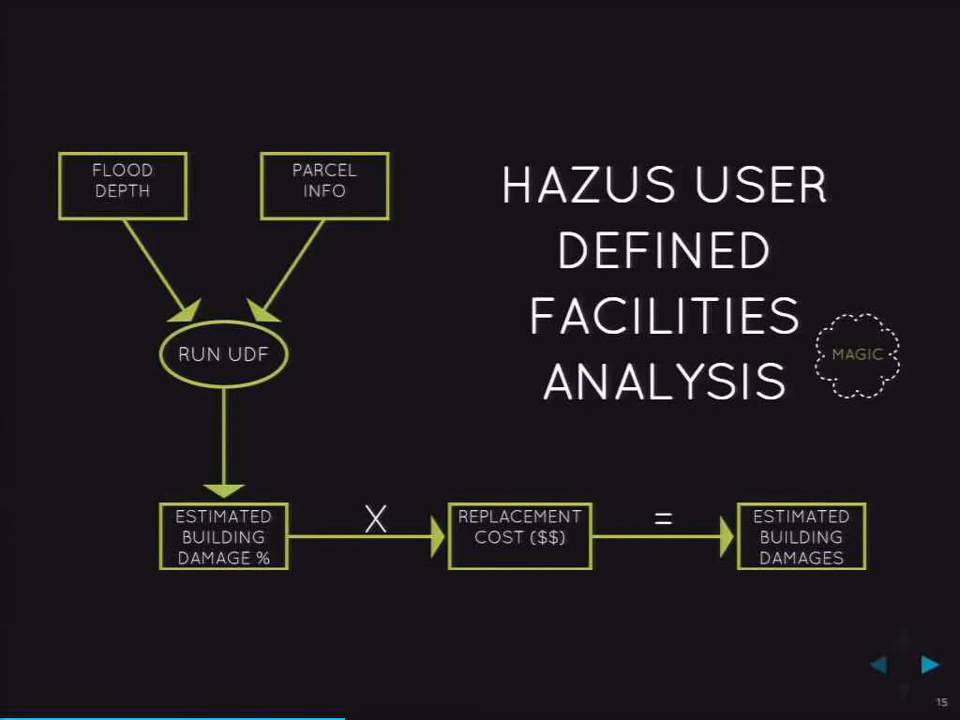 FLOOD
DEPTH
PARCEL
INFO
HAZUS USER
DEFINED
FACILITIES
ANALYSIS
MAGIC
RUN UDF
ESTIMATED
BUILDING
DAMAGE %
X
REPLACEMENT
COST ($$)
=
ESTIMATED
BUILDING
DAMAGES
15